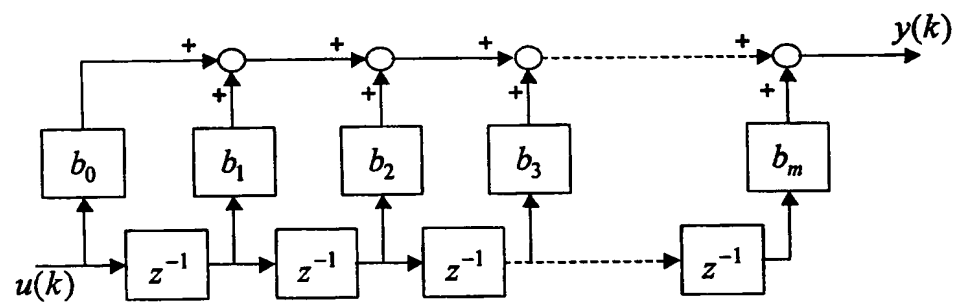 y(k)
+ + + +
+ + + +
b₀ b₁ b₂ b₃ bₘ
z⁻¹ z⁻¹ z⁻¹ z⁻¹
u(k)